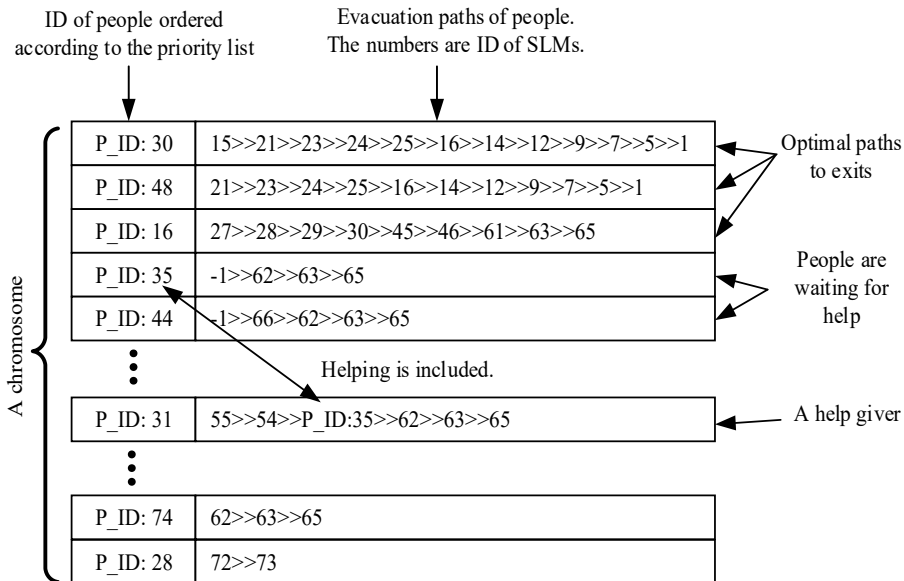 ID of people ordered
according to the priority list
Evacuation paths of people.
The numbers are ID of SLMs.
A chromosome
P_ID: 30 15>>21>>23>>24>>25>>16>>14>>12>>9>>7>>5>>1
P_ID: 48 21>>23>>24>>25>>16>>14>>12>>9>>7>>5>>1
P_ID: 16 27>>28>>29>>30>>45>>46>>61>>63>>65
P_ID: 35 -1>>62>>63>>65
P_ID: 44 -1>>66>>62>>63>>65
Optimal paths
to exits
People are
waiting for
help
Helping is included.
P_ID: 31 55>>54>>P_ID:35>>62>>63>>65
A help giver
P_ID: 74 62>>63>>65
P_ID: 28 72>>73